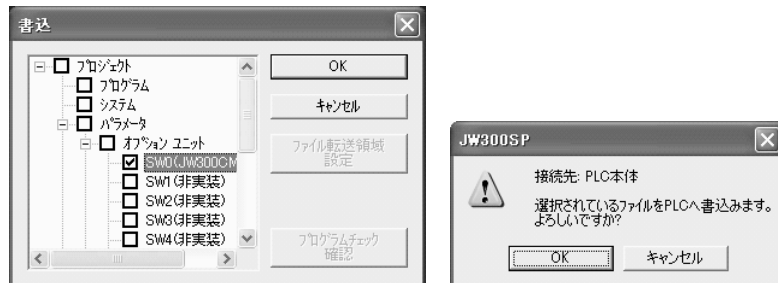 書込
プロジェクト
プログラム
システム
パラメータ
オプション ユニット
SW0(JW300CM
SW1(非実装)
SW2(非実装)
SW3(非実装)
SW4(非実装)
OK
キャンセル
ファイル転送領域
設定
プログラムチェック
確認
JW300SP
接続先: PLC本体
選択されているファイルをPLCへ書込みます。
よろしいですか?
OK
キャンセル